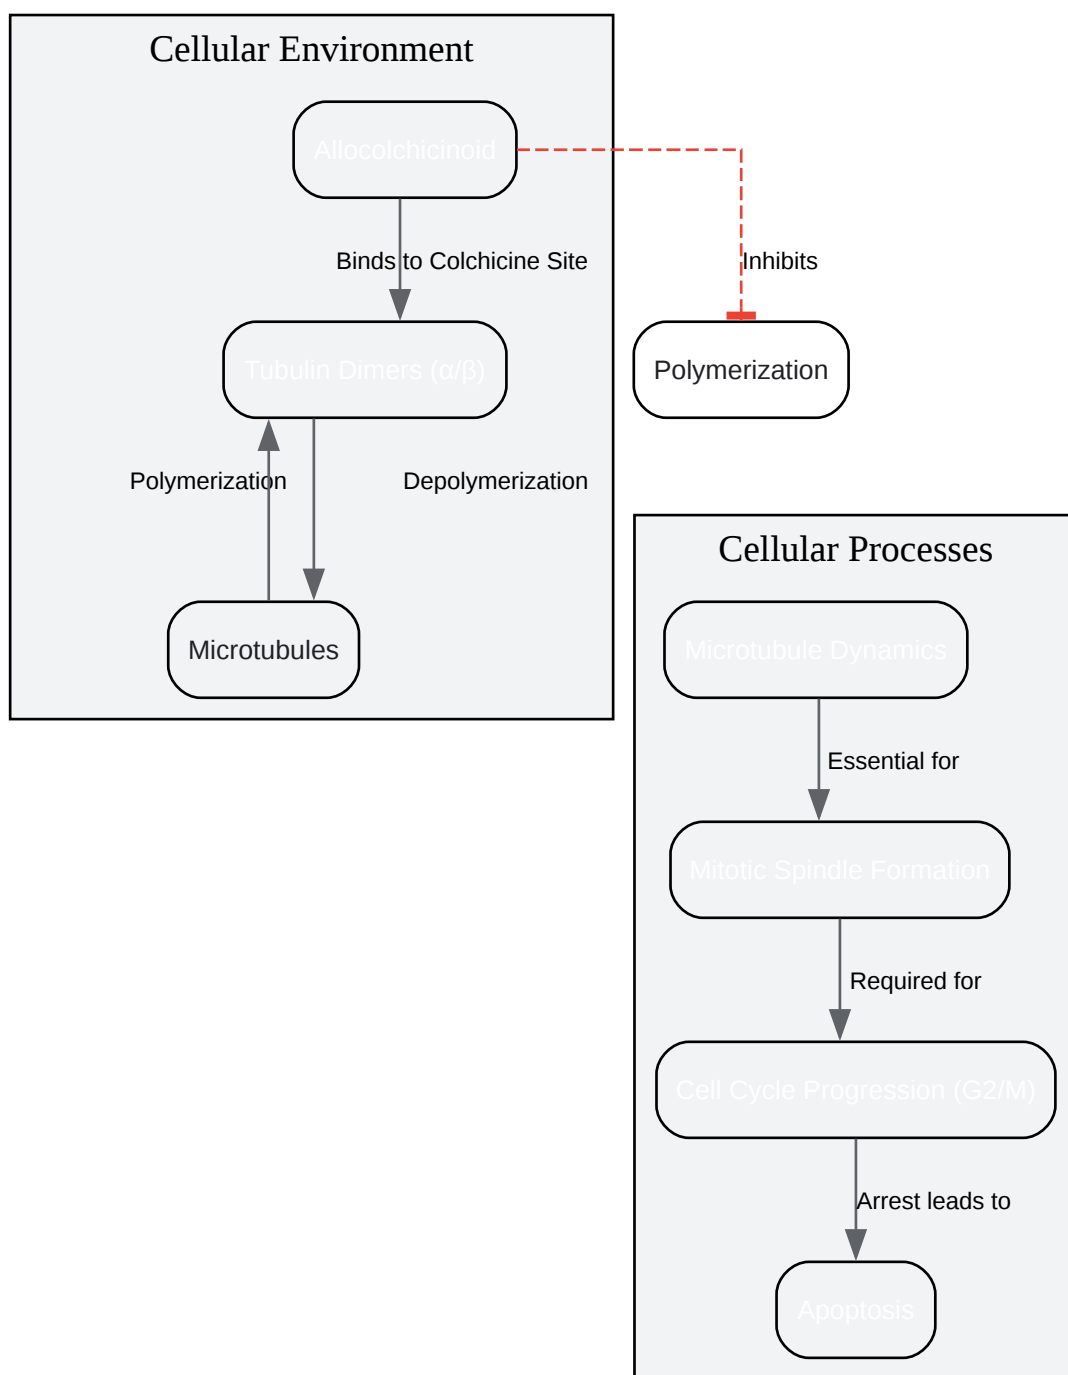 Cellular Environment
Allocolchicinoid
Binds to Colchicine Site
Inhibits
Tubulin Dimers (α/β)
Polymerization
Polymerization
Depolymerization
Microtubules
Cellular Processes
Microtubule Dynamics
Essential for
Mitotic Spindle Formation
Required for
Cell Cycle Progression (G2/M)
Arrest leads to
Apoptosis